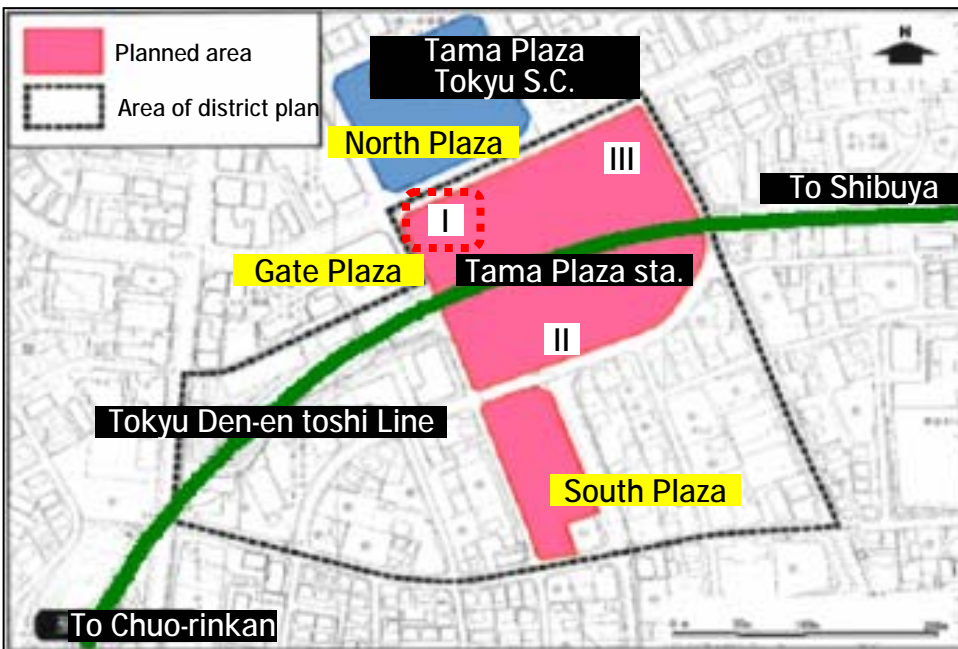 Planned area
Area of district plan
Tama Plaza
Tokyu S.C.
N
North Plaza
III
To Shibuya
I
Gate Plaza
Tama Plaza sta.
II
Tokyu Den-en toshi Line
South Plaza
To Chuo-rinkan